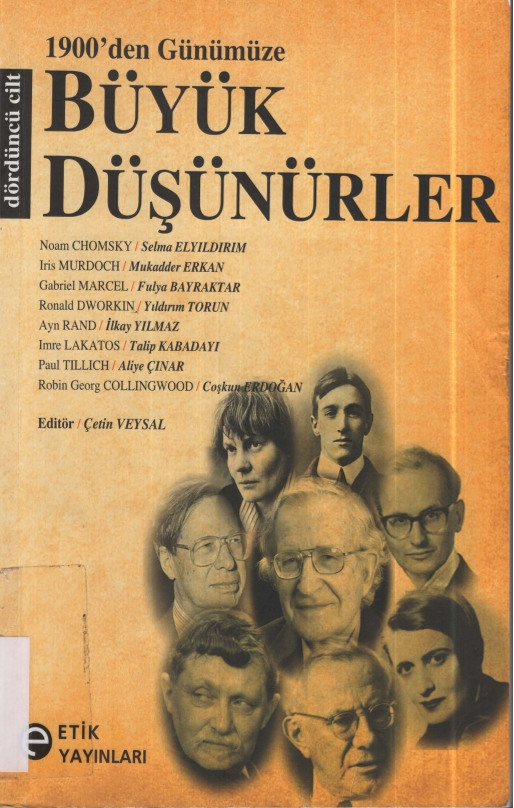 1900'den Günümüze
BÜYÜK
DÜŞÜNÜRLER
dördüncü cilt
Noam CHOMSKY / Selma ELYILDIRIM
Iris MURDOCH / Mukadder ERKAN
Gabriel MARCEL / Fulya BAYRAKTAR
Ronald DWORKIN / Yıldırım TORUN
Ayn RAND / İlkay YILMAZ
Imre LAKATOS / Talip KABADAYI
Paul TILLICH / Aliye ÇINAR
Robin Georg COLLINGWOOD / Coşkun ERDOĞAN
Editör / Çetin VEYSAL
e ETİK
YAYINLARI